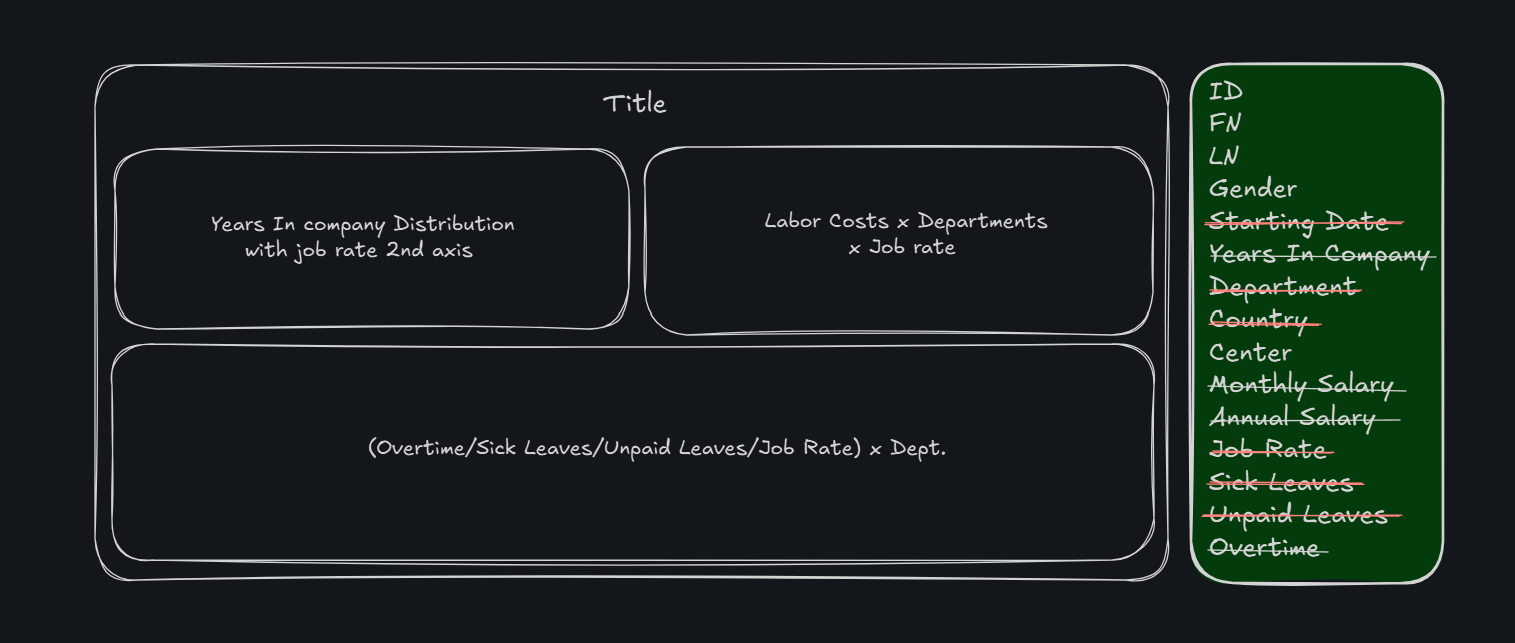 Title
Years In company Distribution
with job rate 2nd axis
Labor Costs x Departments
x Job rate
(Overtime/Sick Leaves/Unpaid Leaves/Job Rate) x Dept.
ID
FN
LN
Gender
Starting Date
Years In Company
Department
Country
Center
Monthly Salary
Annual Salary
Job Rate
Sick Leaves
Unpaid Leaves
Overtime